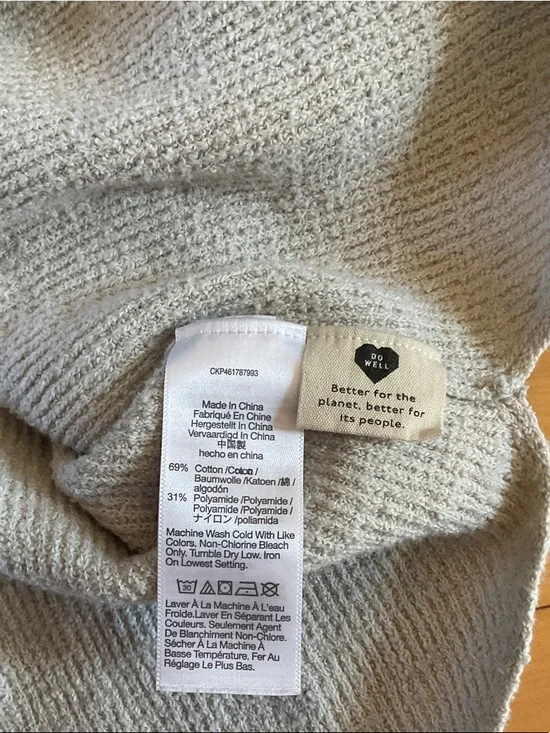 CKP461787993
Made In China
Fabriqué En Chine
Hergestellt In China
Vervaardigd In China
中国製
hecho en china
69% Cotton /Coton /
Baumwolle /Katoen /綿 /
algodón
31% Polyamide /Polyamide /
Polyamide /Polyamide /
ナイロン /poliamida
Machine Wash Cold With Like
Colors. Non-Chlorine Bleach
Only. Tumble Dry Low. Iron
On Lowest Setting.
30
Laver À La Machine À L'eau
Froide.Laver En Séparant Les
Couleurs. Seulement Agent
De Blanchiment Non-Chlore.
Sécher À La Machine À
Basse Température. Fer Au
Réglage Le Plus Bas.
DO
WELL
Better for the
planet, better for
its people.